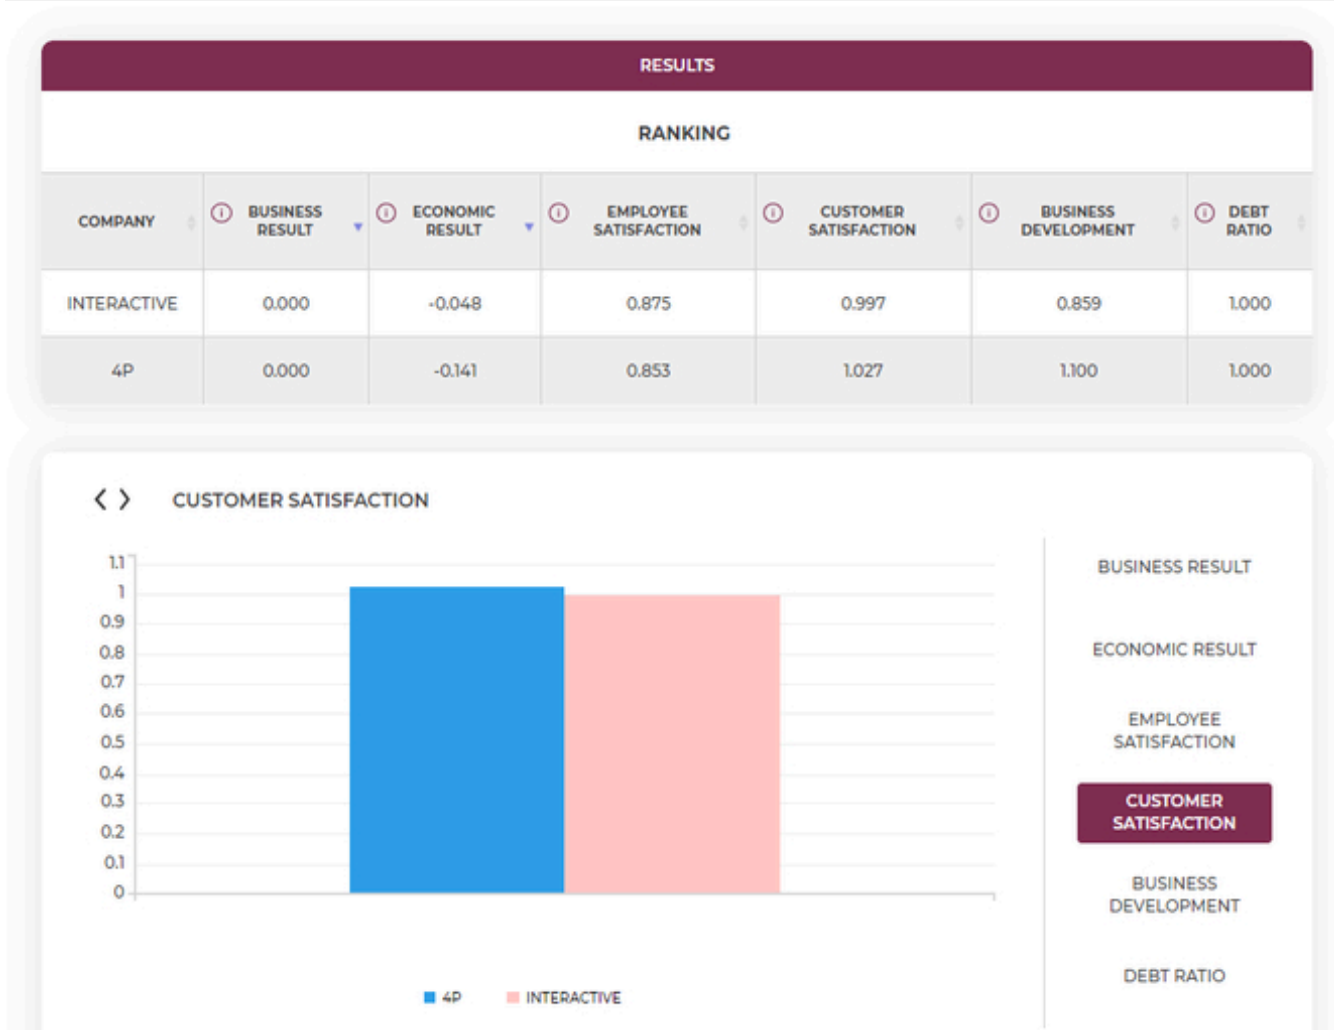 RESULTS
RANKING
COMPANY BUSINESS RESULT ECONOMIC RESULT EMPLOYEE SATISFACTION CUSTOMER SATISFACTION BUSINESS DEVELOPMENT DEBT RATIO
INTERACTIVE 0.000 -0.048 0.875 0.997 0.859 1.000
4P 0.000 -0.141 0.853 1.027 1.100 1.000
CUSTOMER SATISFACTION
1.1
1
0.9
0.8
0.7
0.6
0.5
0.4
0.3
0.2
0.1
0
4P INTERACTIVE
BUSINESS RESULT
ECONOMIC RESULT
EMPLOYEE
SATISFACTION
CUSTOMER
SATISFACTION
BUSINESS
DEVELOPMENT
DEBT RATIO